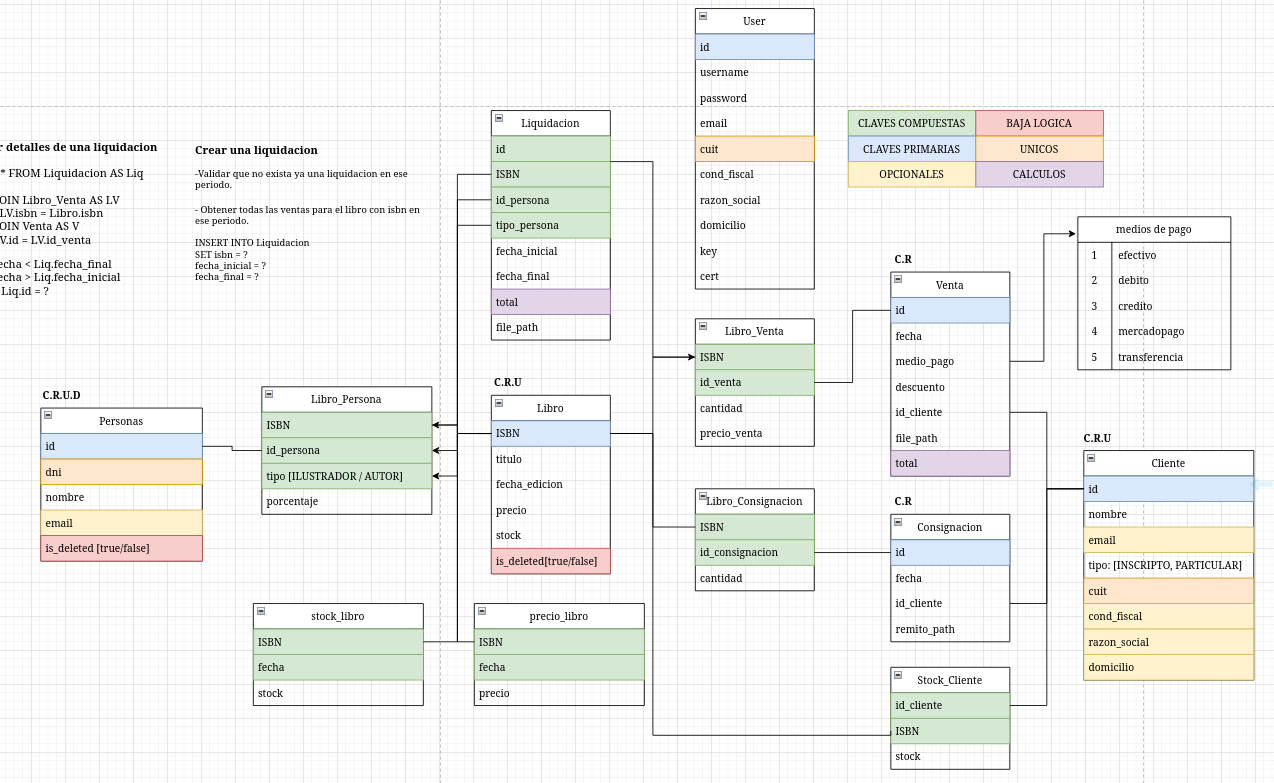 r detalles de una liquidacion
* FROM Liquidacion AS Liq
OIN Libro_Venta AS LV
LV.isbn = Libro.isbn
OIN Venta AS V
V.id = LV.id_venta
echa < Liq.fecha_final
echa > Liq.fecha_inicial
Liq.id = ?
Crear una liquidacion
-Validar que no exista ya una liquidacion en ese
periodo.
- Obtener todas las ventas para el libro con isbn en
ese periodo.
INSERT INTO Liquidacion
SET isbn = ?
fecha_inicial = ?
fecha_final = ?
Liquidacion
id
ISBN
id_persona
tipo_persona
fecha_inicial
fecha_final
total
file_path
User
id
username
password
email
cuit
cond_fiscal
razon_social
domicilio
key
cert
CLAVES COMPUESTAS
BAJA LOGICA
CLAVES PRIMARIAS
UNICOS
OPCIONALES
CALCULOS
medios de pago
1 efectivo
2 debito
3 credito
4 mercadopago
5 transferencia
C.R
Venta
id
fecha
medio_pago
descuento
id_cliente
file_path
total
Libro_Venta
ISBN
id_venta
cantidad
precio_venta
C.R.U.D
Personas
id
dni
nombre
email
is_deleted [true/false]
Libro_Persona
ISBN
id_persona
tipo [ILUSTRADOR / AUTOR]
porcentaje
C.R.U
Libro
ISBN
titulo
fecha_edicion
precio
stock
is_deleted[true/false]
Libro_Consignacion
ISBN
id_consignacion
cantidad
C.R
Consignacion
id
fecha
id_cliente
remito_path
C.R.U
Cliente
id
nombre
email
tipo: [INSCRIPTO, PARTICULAR]
cuit
cond_fiscal
razon_social
domicilio
stock_libro
ISBN
fecha
stock
precio_libro
ISBN
fecha
precio
Stock_Cliente
id_cliente
ISBN
stock